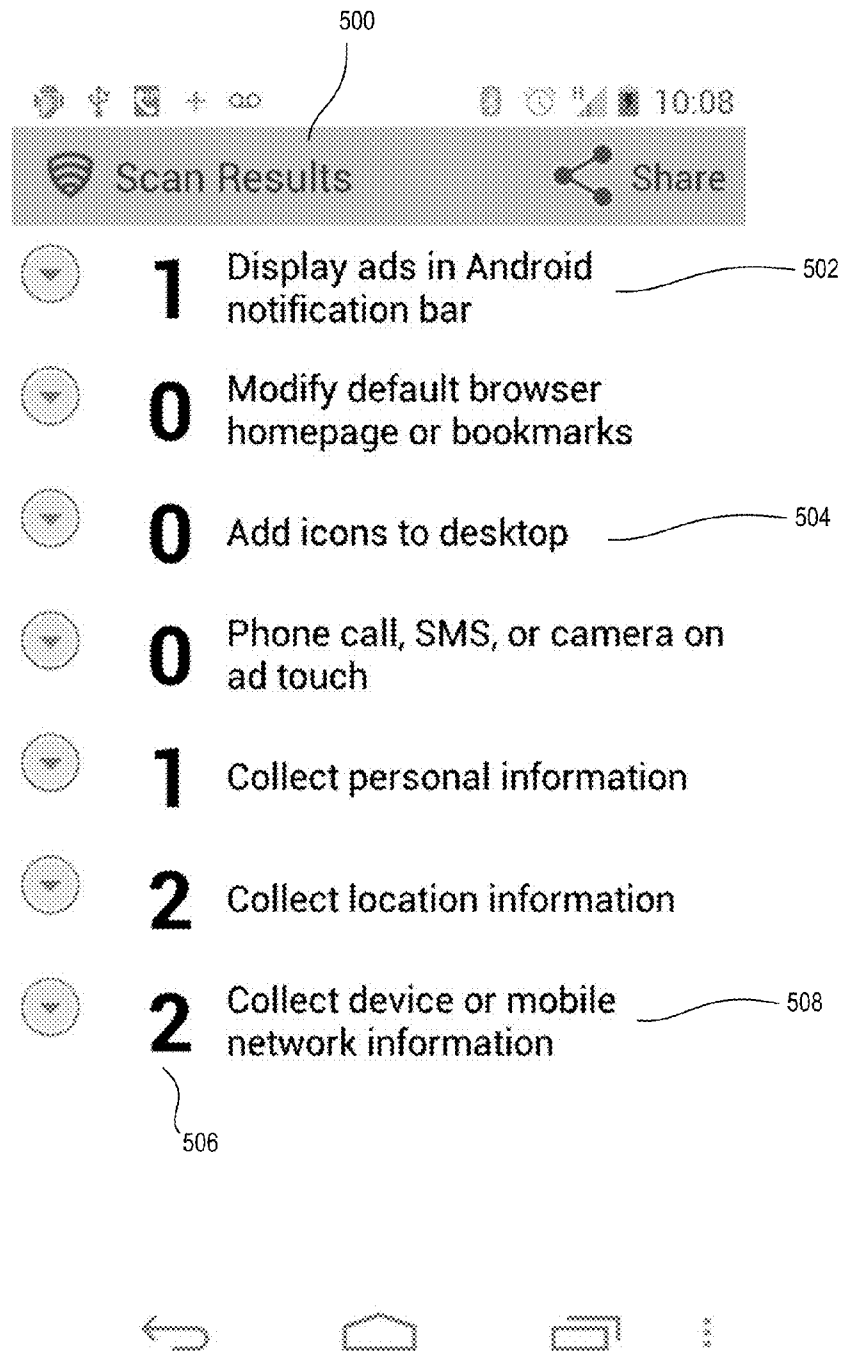 500
10:08
Scan Results Share
1 Display ads in Android
notification bar
502
0 Modify default browser
homepage or bookmarks
0 Add icons to desktop
504
0 Phone call, SMS, or camera on
ad touch
1 Collect personal information
2 Collect location information
2 Collect device or mobile
network information
508
506